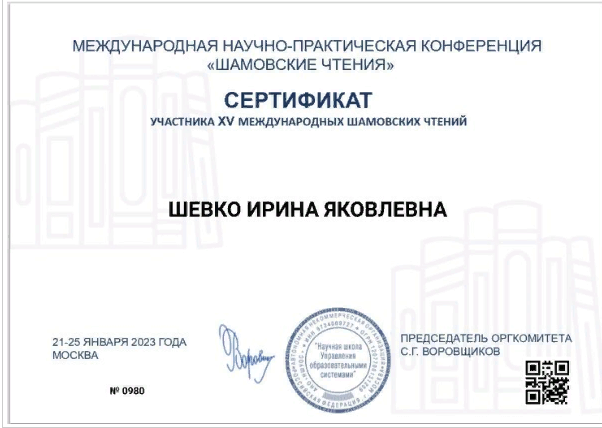 МЕЖДУНАРОДНАЯ НАУЧНО-ПРАКТИЧЕСКАЯ КОНФЕРЕНЦИЯ
«ШАМОВСКИЕ ЧТЕНИЯ»
СЕРТИФИКАТ
УЧАСТНИКА XV МЕЖДУНАРОДНЫХ ШАМОВСКИХ ЧТЕНИЙ
ШЕВКО ИРИНА ЯКОВЛЕВНА
21-25 ЯНВАРЯ 2023 ГОДА
МОСКВА
№ 0980
"Научная школа
Управления
образовательными
системами"
ПРЕДСЕДАТЕЛЬ ОРГКОМИТЕТА
С.Г. ВОРОВЩИКОВ